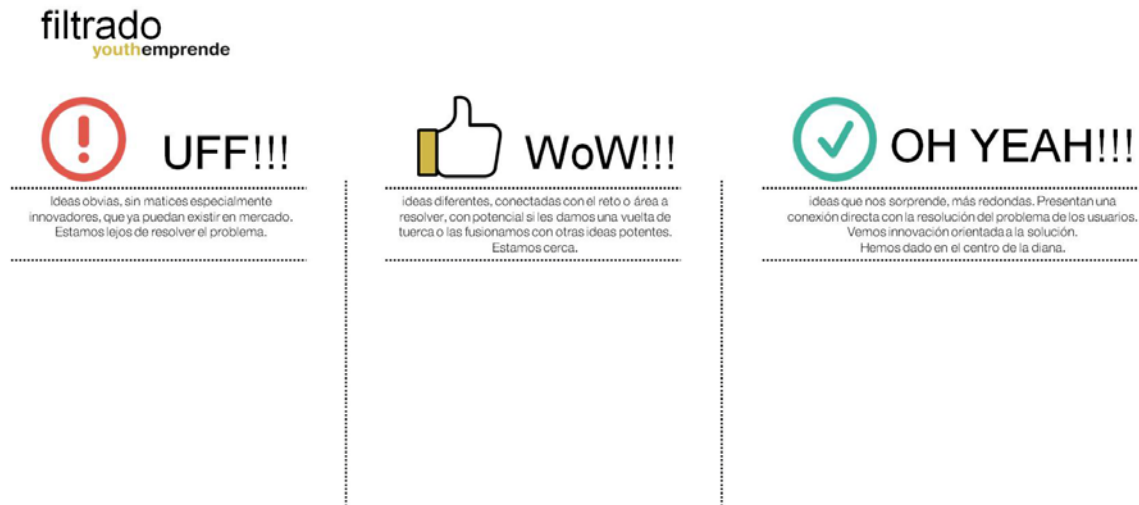 filtrado
youthemprende
UFF!!!
Ideas obvias, sin matices especialmente
innovadores, que ya puedan existir en mercado.
Estamos lejos de resolver el problema.
WoW!!!
ideas diferentes, conectadas con el reto o área a
resolver, con potencial si les damos una vuelta de
tuerca o las fusionamos con otras ideas potentes.
Estamos cerca.
OH YEAH!!!
ideas que nos sorprende, más redondas. Presentan una
conexión directa con la resolución del problema de los usuarios.
Vemos innovación orientada a la solución.
Hemos dado en el centro de la diana.